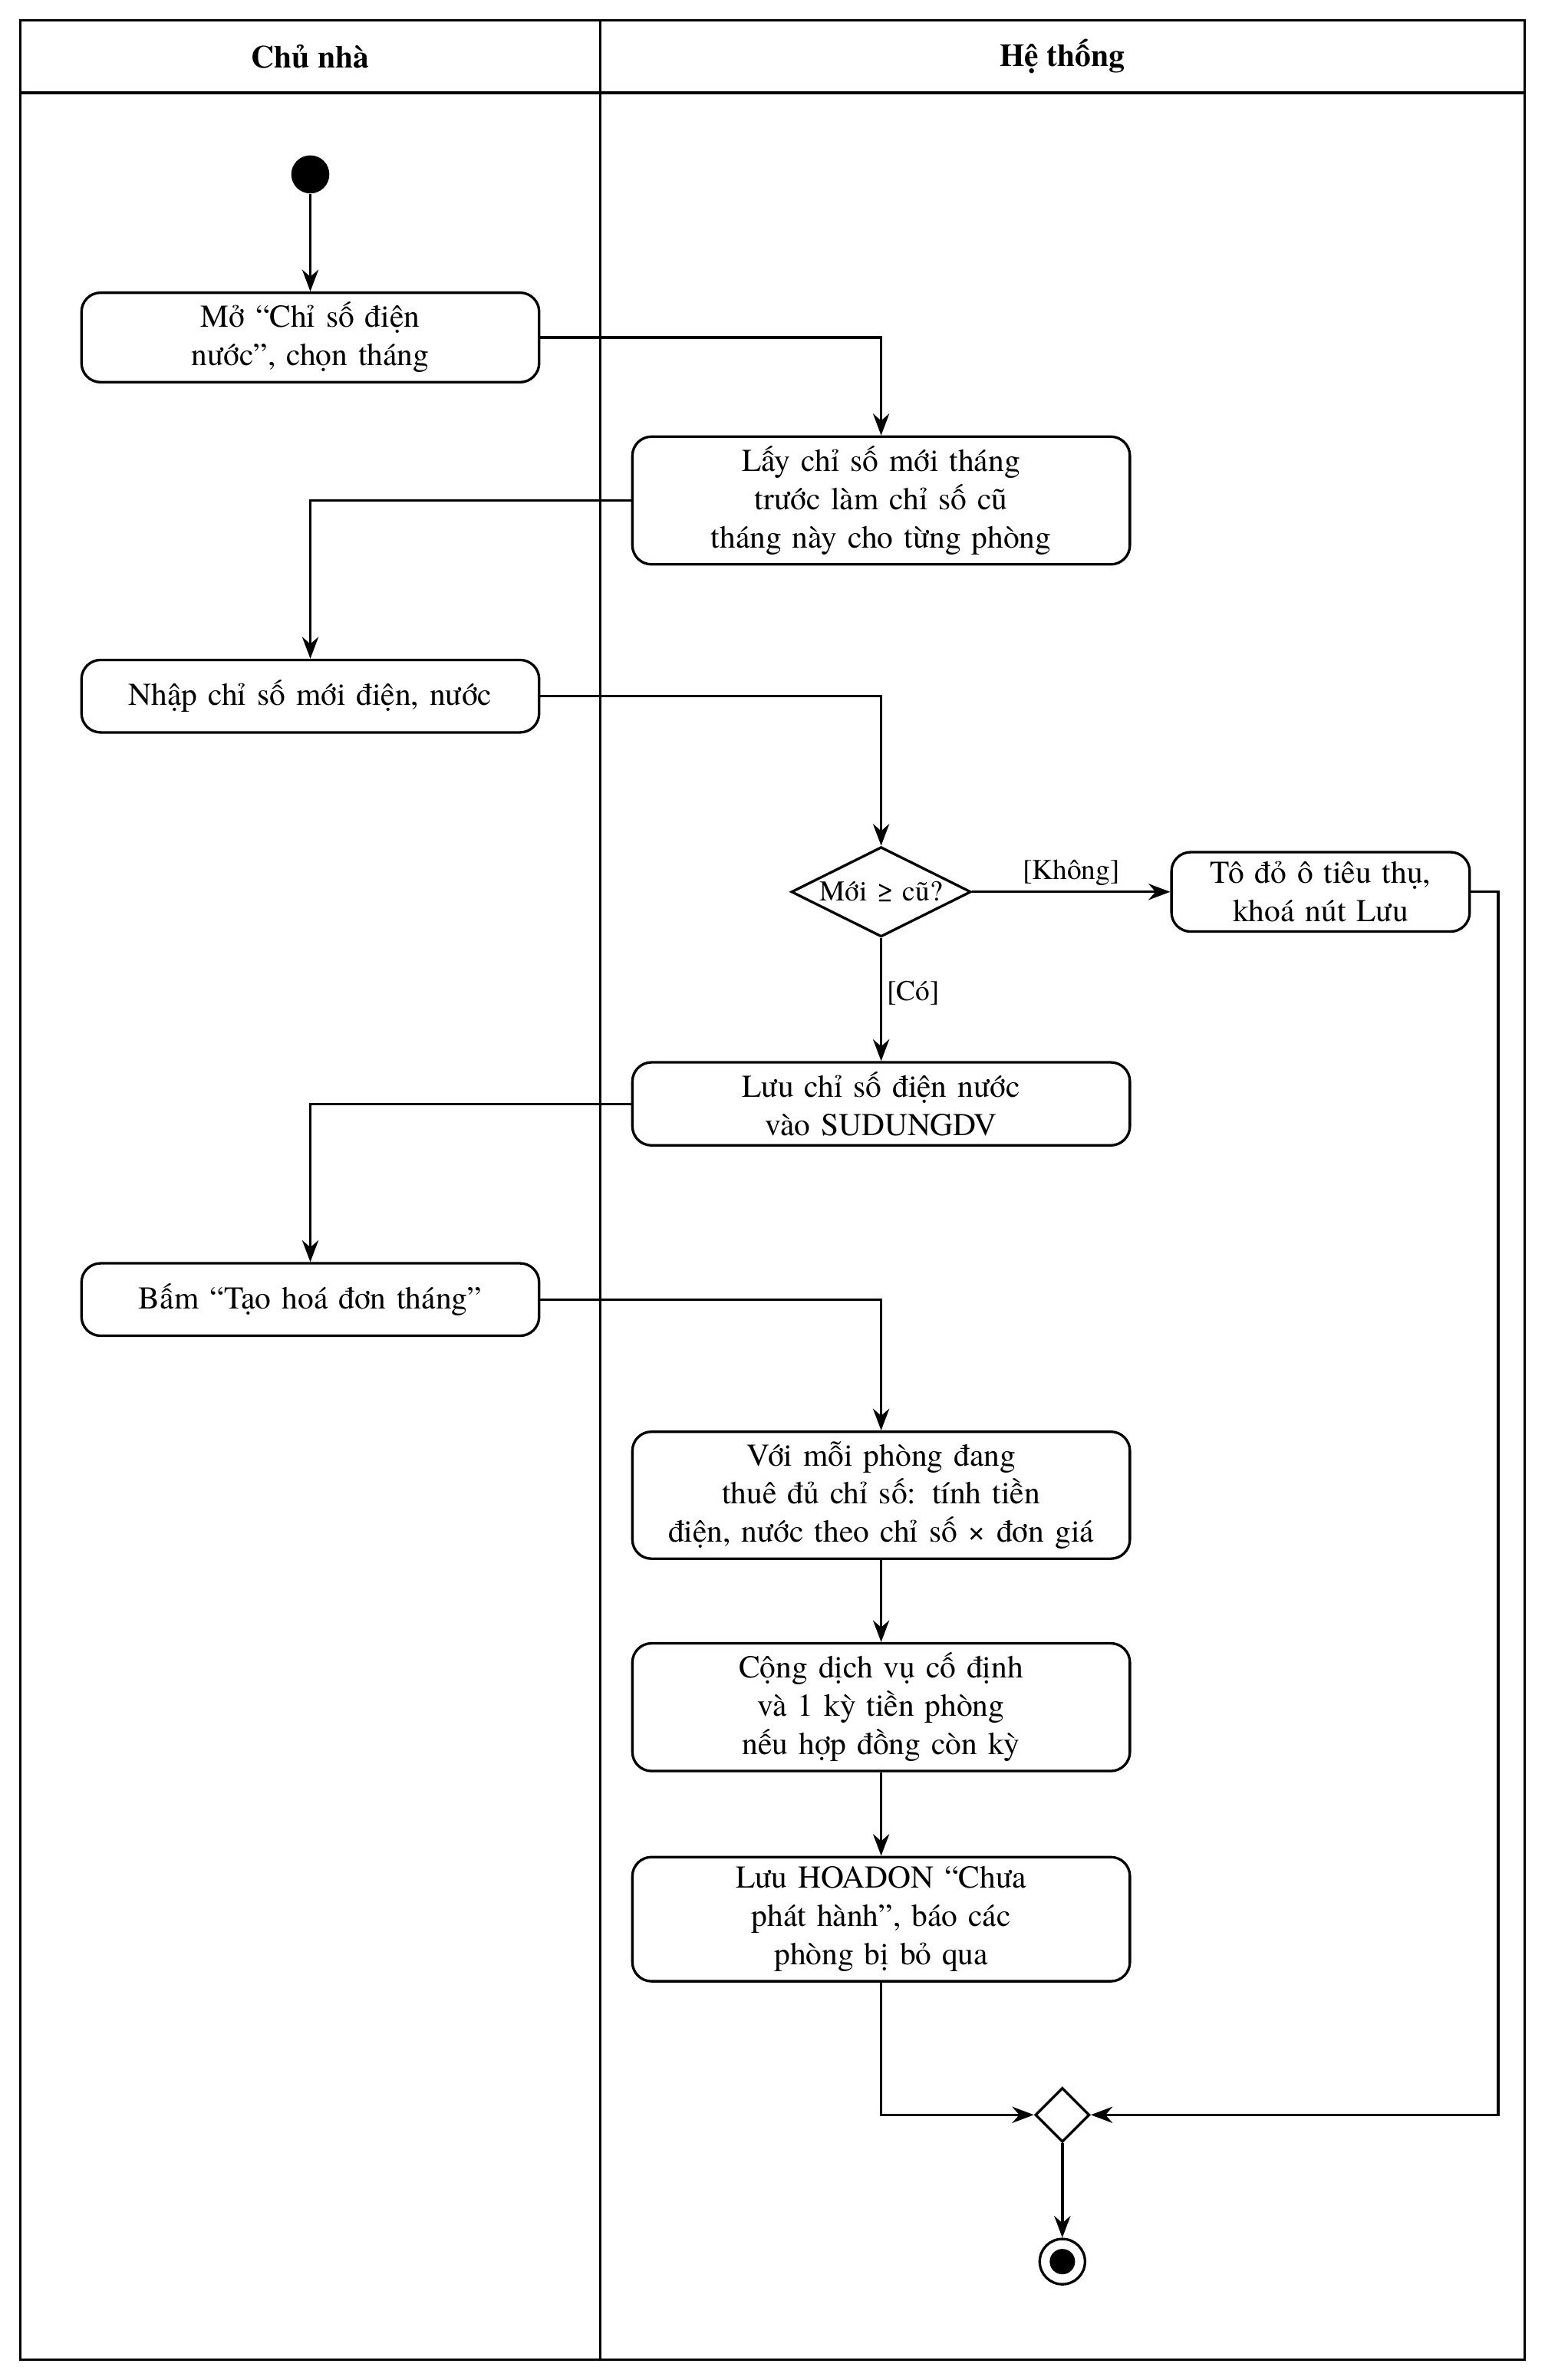 Chủ nhà
Hệ thống
Mở “Chỉ số điện
nước”, chọn tháng
Lấy chỉ số mới tháng
trước làm chỉ số cũ
tháng này cho từng phòng
Nhập chỉ số mới điện, nước
Mới ≥ cũ?
[Không]
Tô đỏ ô tiêu thụ,
khoá nút Lưu
[Có]
Lưu chỉ số điện nước
vào SUDUNGDV
Bấm “Tạo hoá đơn tháng”
Với mỗi phòng đang
thuê đủ chỉ số: tính tiền
điện, nước theo chỉ số × đơn giá
Cộng dịch vụ cố định
và 1 kỳ tiền phòng
nếu hợp đồng còn kỳ
Lưu HOADON “Chưa
phát hành”, báo các
phòng bị bỏ qua